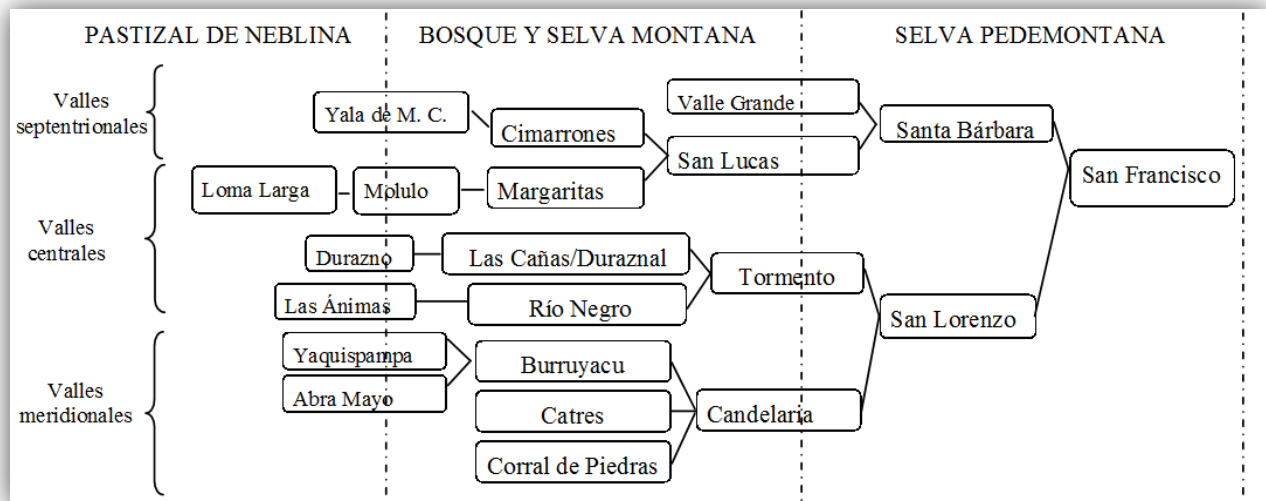 PASTIZAL DE NEBLINA
BOSQUE Y SELVA MONTANA
SELVA PEDEMONTANA
Valles
septentrionales
Yala de M. C.
Cimarrones
Valle Grande
San Lucas
Santa Bárbara
San Francisco
Valles
centrales
Loma Larga
Molulo
Margaritas
Durazno
Las Cañas/Duraznal
Tormento
Las Ánimas
Río Negro
San Lorenzo
Valles
meridionales
Yaquispampa
Abra Mayo
Burruyacu
Catres
Corral de Piedras
Candelaria